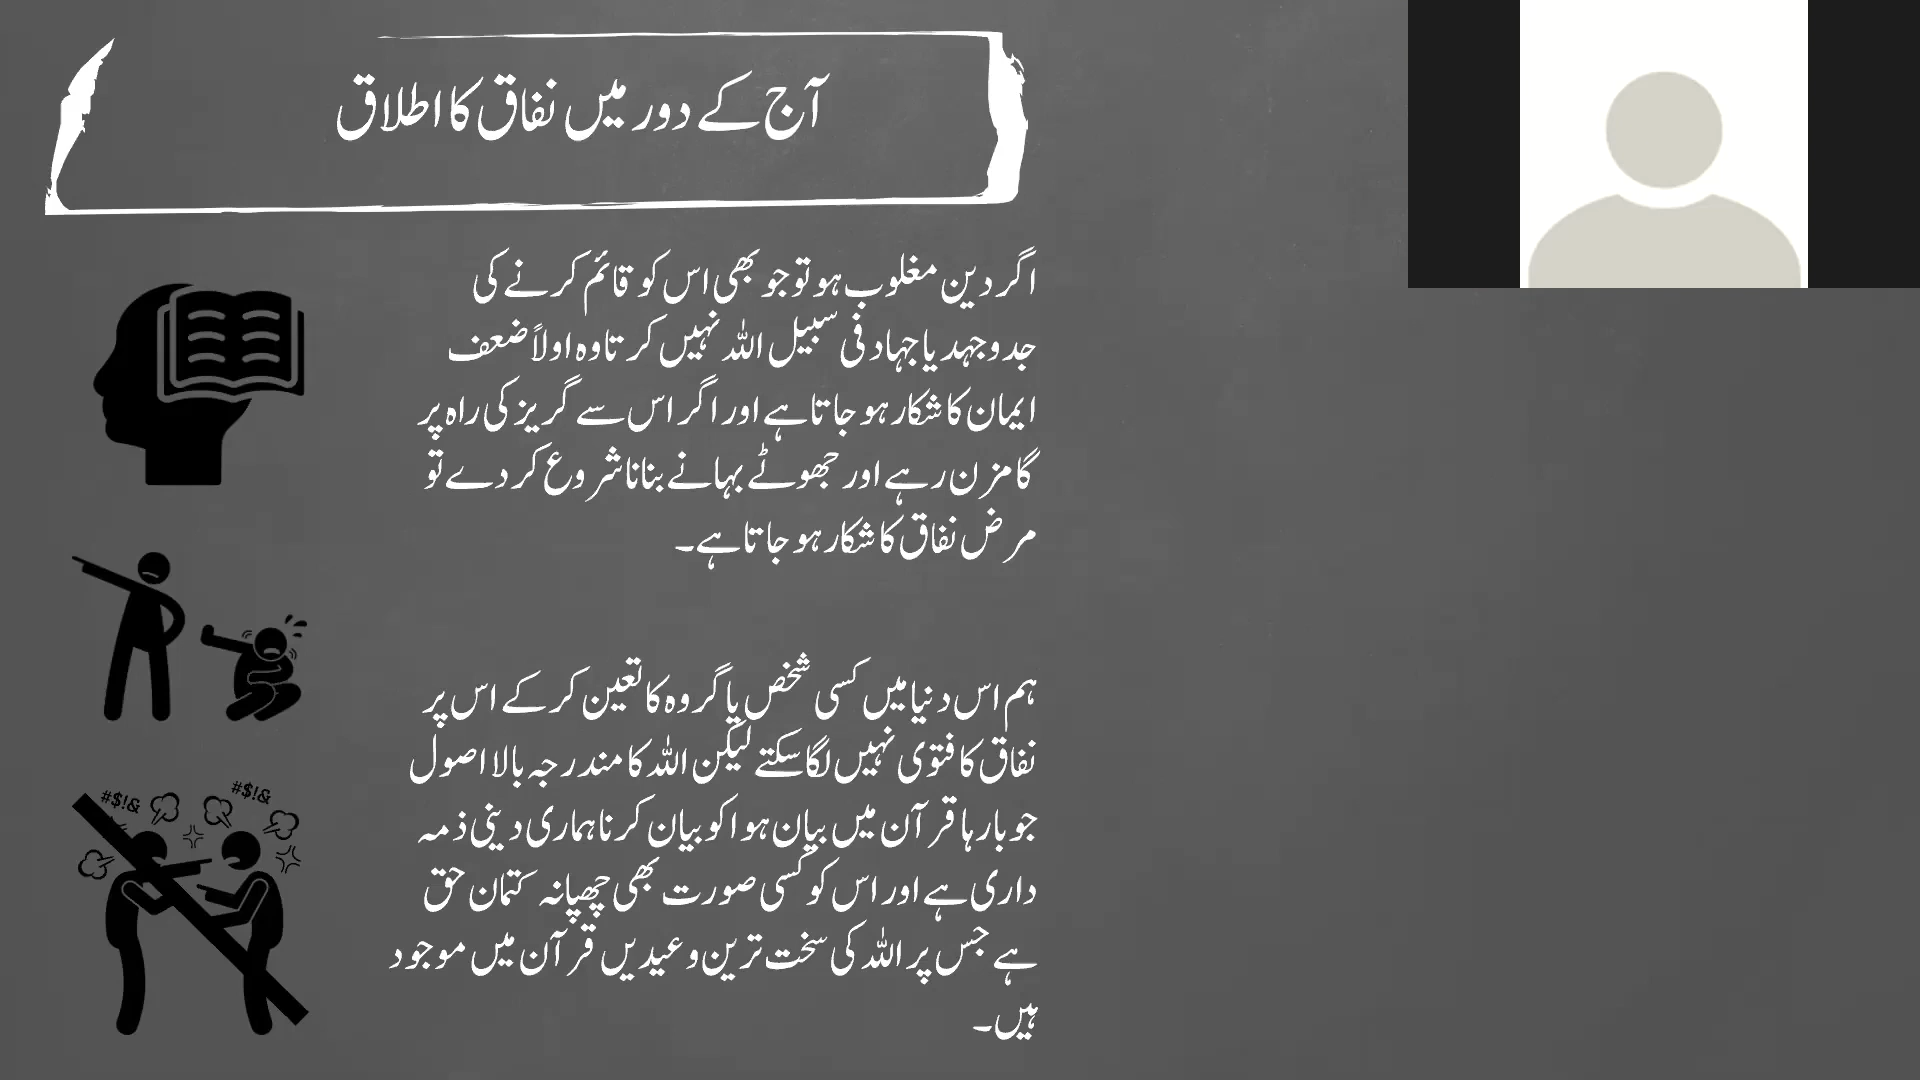 آج کے دور میں نفاق کا اطلاق
اگر دین مغلوب ہو تو جو بھی اس کو قائم کرنے کی
جدوجہد یا جہاد فی سبیل اللہ نہیں کرتا وہ اولاً ضعف
ایمان کا شکار ہو جاتا ہے اور اگر اس سے گریز کی راہ پر
گامزن رہے اور جھوٹے بہانے بنانا شروع کر دے تو
مرض نفاق کا شکار ہو جاتا ہے۔
ہم اس دنیا میں کسی شخص یا گروہ کا تعین کر کے اس پر
نفاق کا فتوی نہیں لگا سکتے لیکن اللہ کا مندرجہ بالا اصول
جو بارہا قرآن میں بیان ہوا کو بیان کرنا ہماری دینی ذمہ
داری ہے اور اس کو کسی صورت بھی چھپانہ کتمان حق
ہے جس پر اللہ کی سخت ترین وعیدیں قرآن میں موجود
ہیں۔
#$!&
#$!&